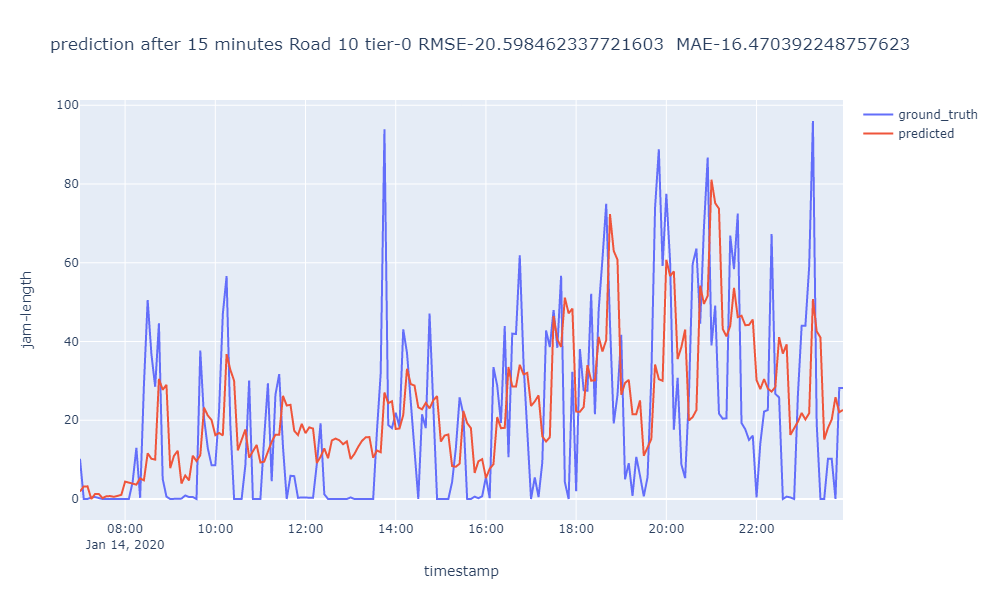 prediction after 15 minutes Road 10 tier-0 RMSE-20.598462337721603  MAE-16.470392248757623
ground_truth
predicted
jam-length
100
80
60
40
20
0
08:00 10:00 12:00 14:00 16:00 18:00 20:00 22:00
Jan 14, 2020
timestamp